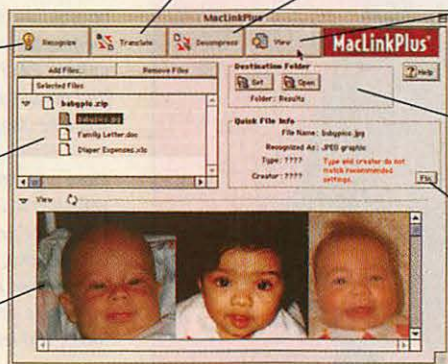 MacLinkPlus
Recognize
Translate
Decompress
View
MacLinkPlus
Add Files...
Remove Files
Selected Files
babypix.zip
babypics.jpg
Family Letter.doc
Diaper Expenses.xls
Destination Folder
Set
Open
Folder: Results
Help
Quick File Info
File Name: babypics.jpg
Recognized As: JPEG graphic
Type: ????
Creator: ????
Type and creator do not
match recommended
settings.
Fix
View